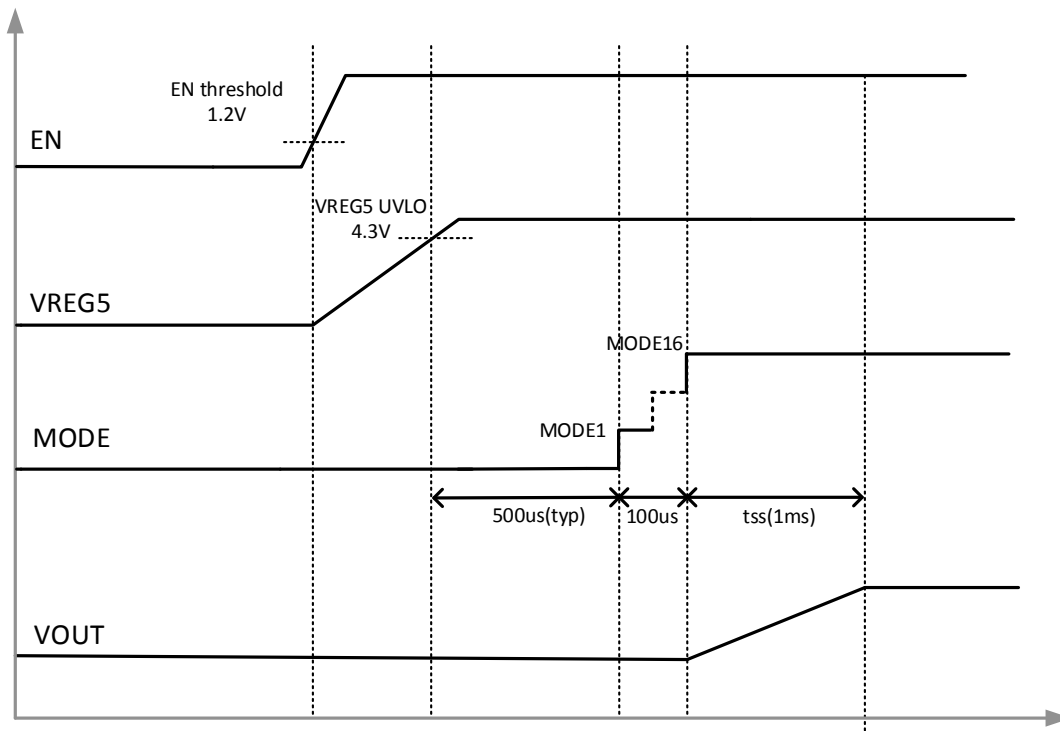 EN threshold
1.2V
EN
VREG5 UVLO
4.3V
VREG5
MODE16
MODE1
MODE
500us(typ)
100us
tss(1ms)
VOUT